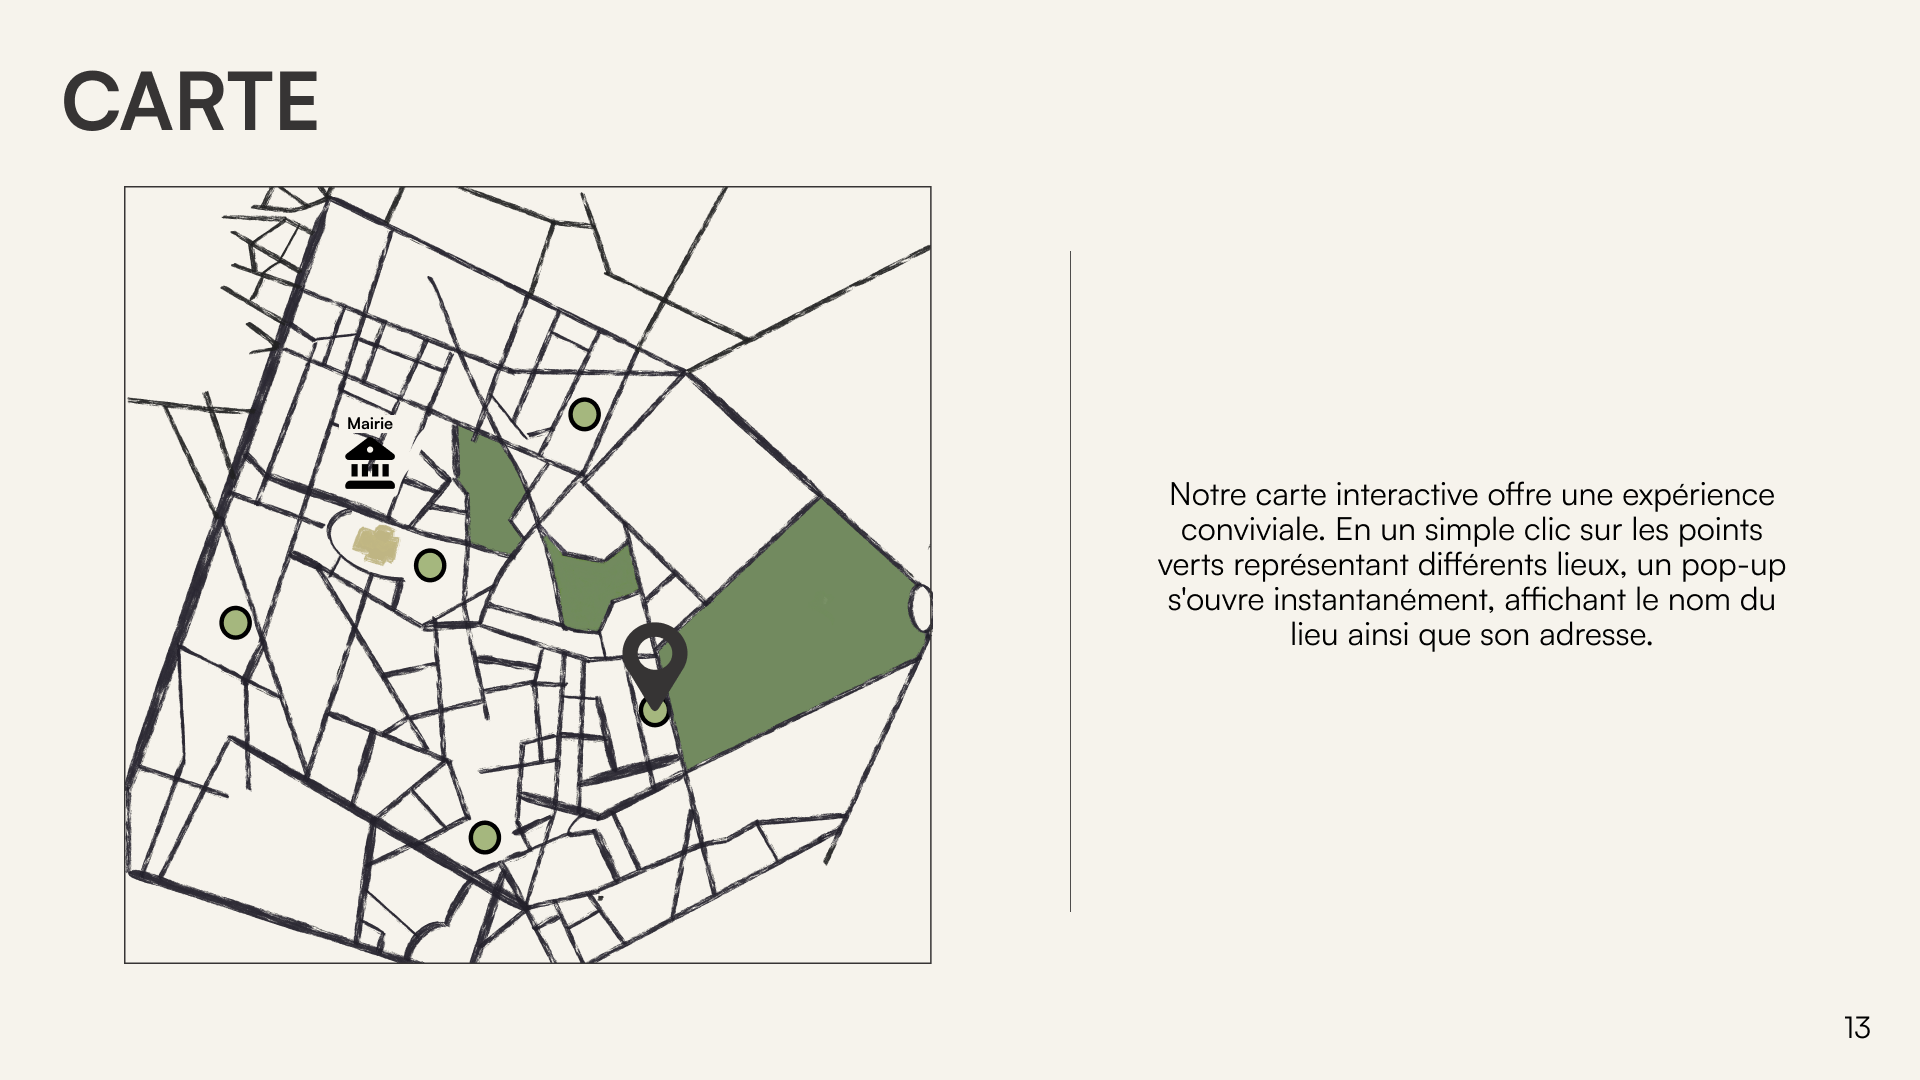 CARTE
Mairie
Notre carte interactive offre une expérience
conviviale. En un simple clic sur les points
verts représentant différents lieux, un pop-up
s'ouvre instantanément, affichant le nom du
lieu ainsi que son adresse.
13